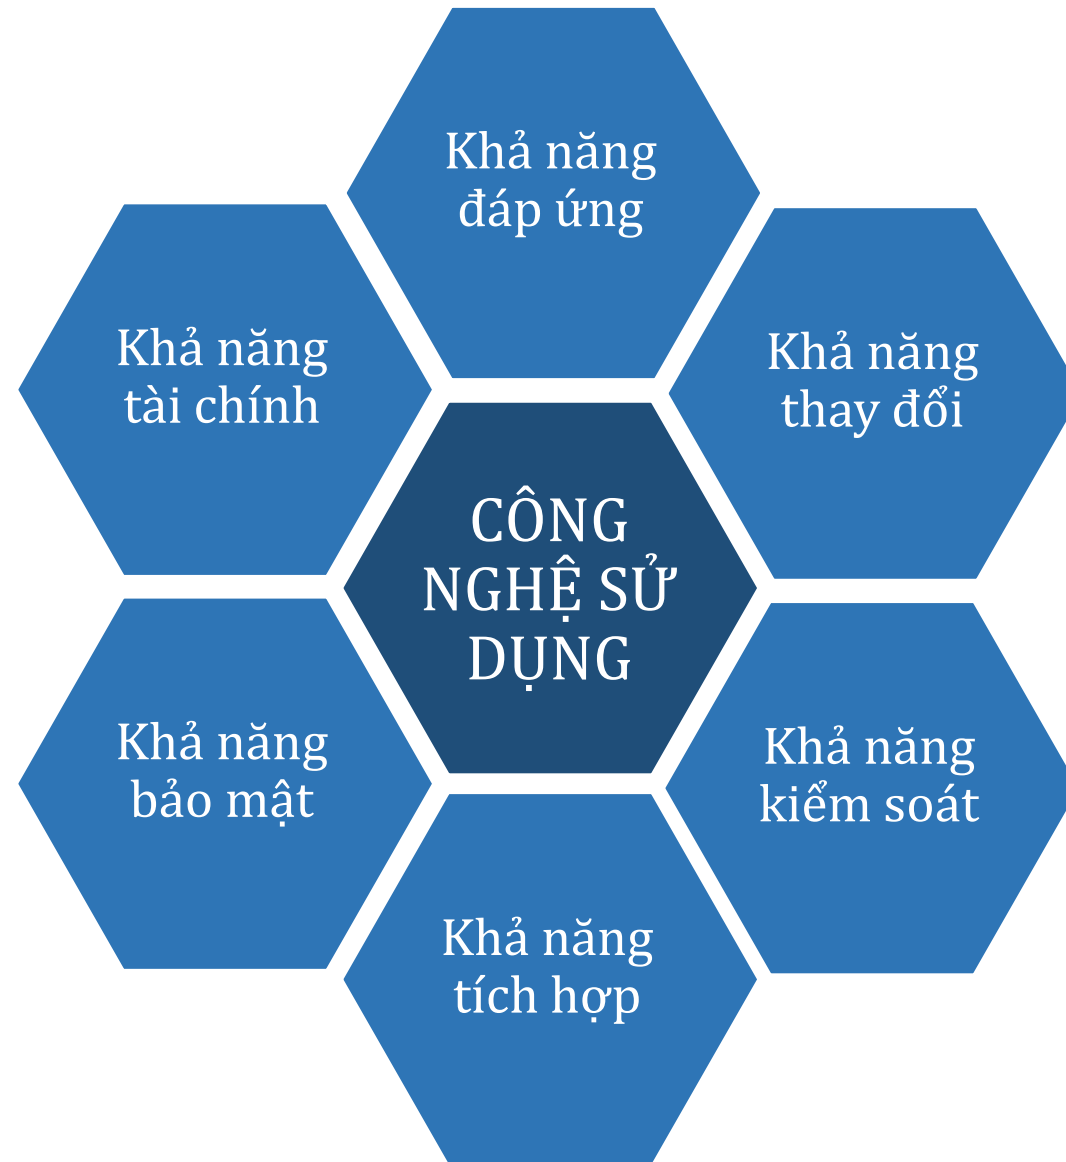 Khả năng
đáp ứng
Khả năng
tài chính
Khả năng
thay đổi
CÔNG
NGHỆ SỬ
DỤNG
Khả năng
bảo mật
Khả năng
kiểm soát
Khả năng
tích hợp